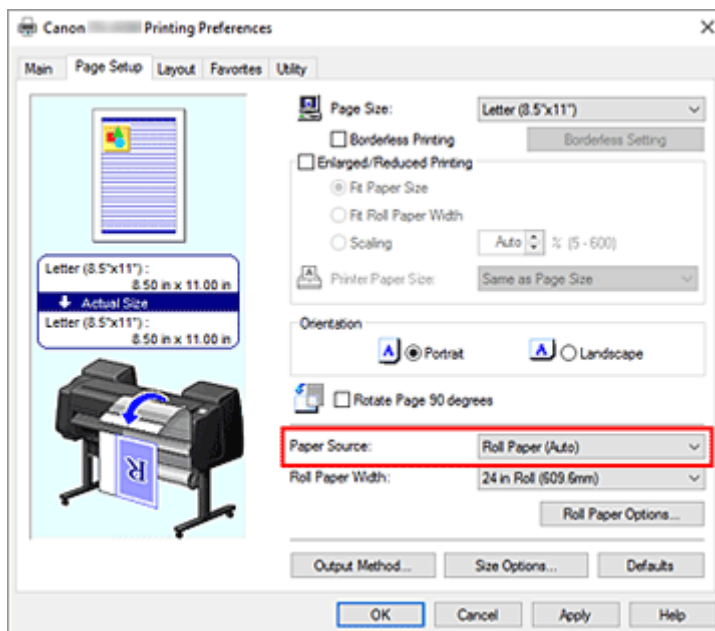 Canon Printing Preferences
Main Page Setup Layout Favorites Utility
Page Size: Letter (8.5"x11")
Borderless Printing Borderless Setting
Enlarged/Reduced Printing
Fit Paper Size
Fit Roll Paper Width
Scaling Auto % (5 - 600)
Printer Paper Size: Same as Page Size
Letter (8.5"x11") :
8.50 in x 11.00 in
Actual Size
Letter (8.5"x11") :
8.50 in x 11.00 in
Orientation
A Portrait A Landscape
Rotate Page 90 degrees
Paper Source: Roll Paper (Auto)
Roll Paper Width: 24 in Roll (609.6mm)
R
Roll Paper Options...
Output Method... Size Options... Defaults
OK Cancel Apply Help